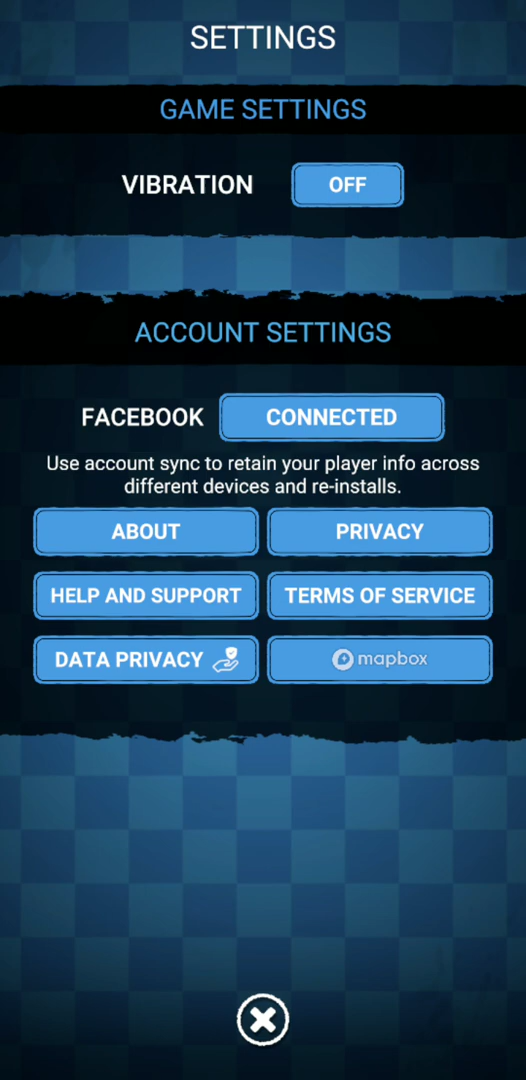 SETTINGS
GAME SETTINGS
VIBRATION OFF
ACCOUNT SETTINGS
FACEBOOK CONNECTED
Use account sync to retain your player info across
different devices and re-installs.
ABOUT PRIVACY
HELP AND SUPPORT TERMS OF SERVICE
DATA PRIVACY mapbox